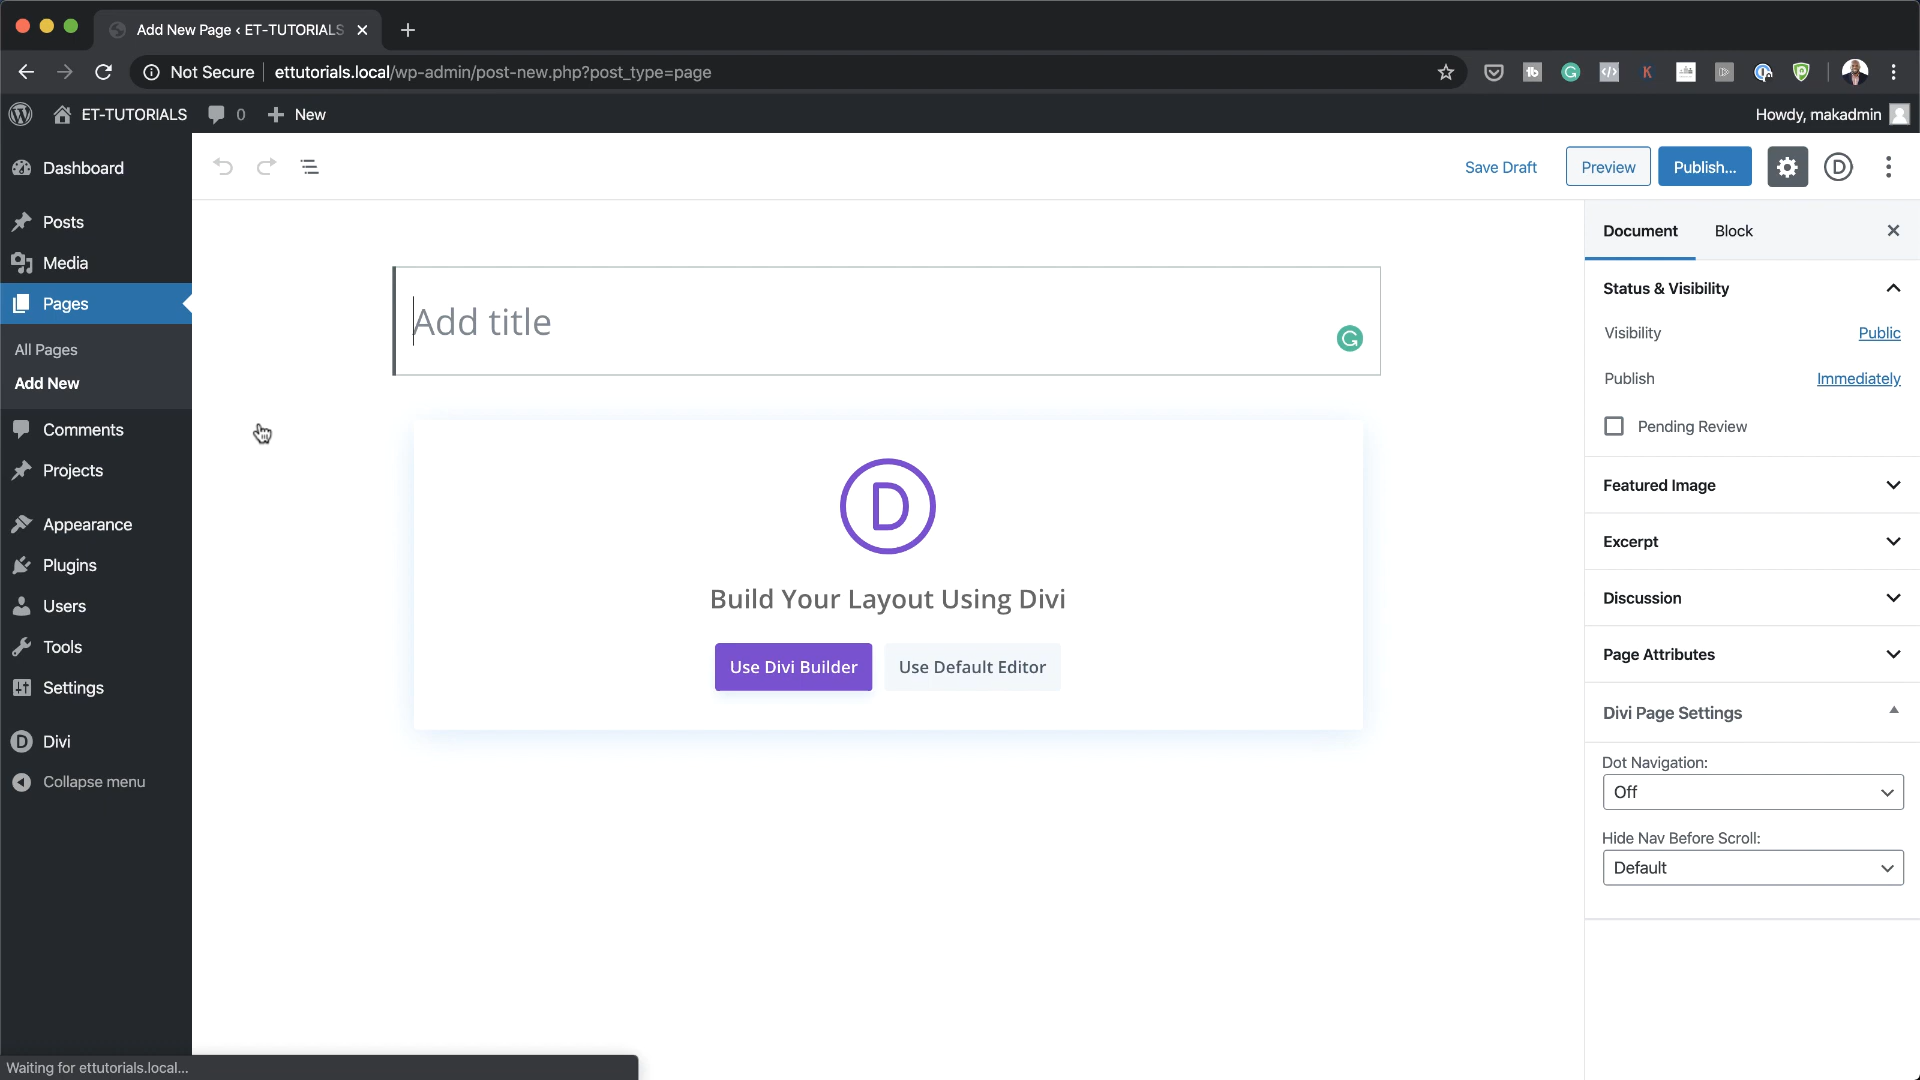 Add New Page ‹ ET-TUTORIALS
Not Secure
ettutorials.local/wp-admin/post-new.php?post_type=page
ET-TUTORIALS
0
New
Howdy, makadmin
Dashboard
Posts
Media
Pages
All Pages
Add New
Comments
Projects
Appearance
Plugins
Users
Tools
Settings
Divi
Collapse menu
Save Draft
Preview
Publish...
D
Add title
D
Build Your Layout Using Divi
Use Divi Builder
Use Default Editor
Document
Block
Status & Visibility
Visibility
Public
Publish
Immediately
Pending Review
Featured Image
Excerpt
Discussion
Page Attributes
Divi Page Settings
Dot Navigation:
Off
Hide Nav Before Scroll:
Default
Waiting for ettutorials.local...